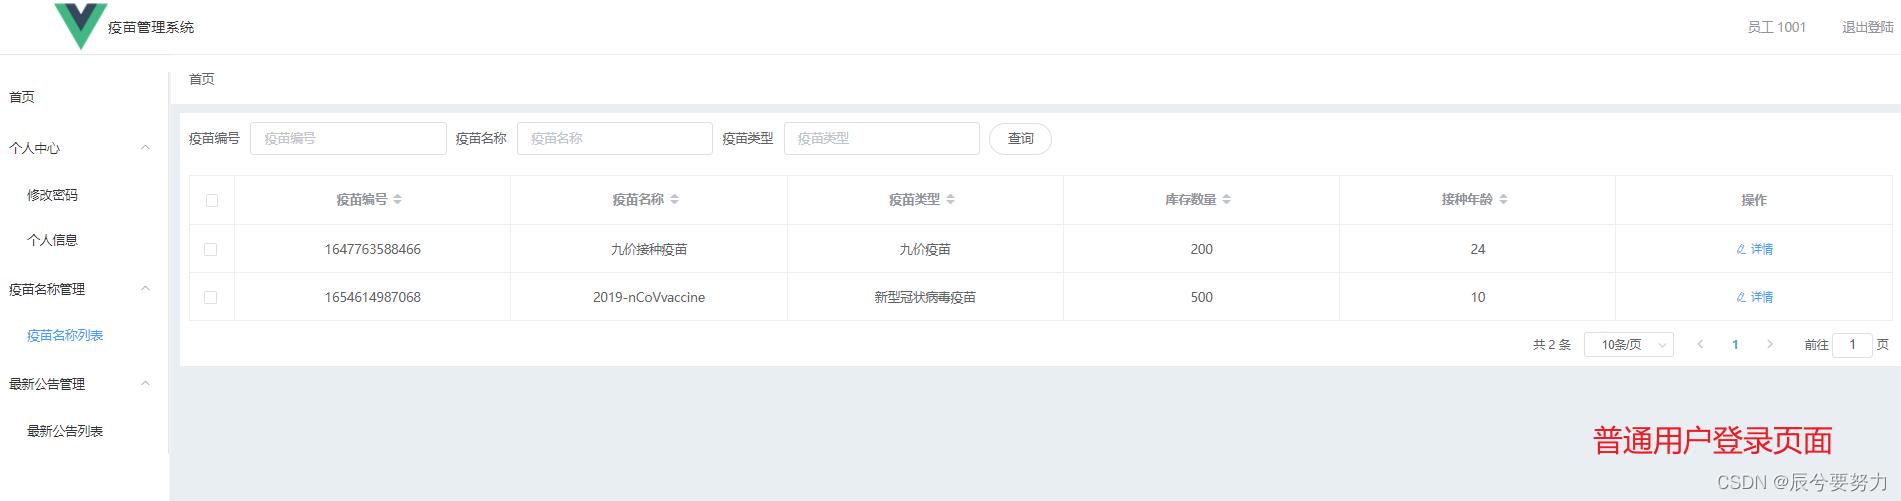 疫苗管理系统
员工 1001 退出登陆
首页
个人中心
修改密码
个人信息
疫苗名称管理
疫苗名称列表
最新公告管理
最新公告列表
首页
疫苗编号 疫苗编号 疫苗名称 疫苗名称 疫苗类型 疫苗类型 查询
疫苗编号 疫苗名称 疫苗类型 库存数量 接种年龄 操作
1647763588466 九价接种疫苗 九价疫苗 200 24 详情
1654614987068 2019-nCoVvaccine 新型冠状病毒疫苗 500 10 详情
共 2 条 10条/页 1 前往 1 页
普通用户登录页面
CSDN @辰兮要努力